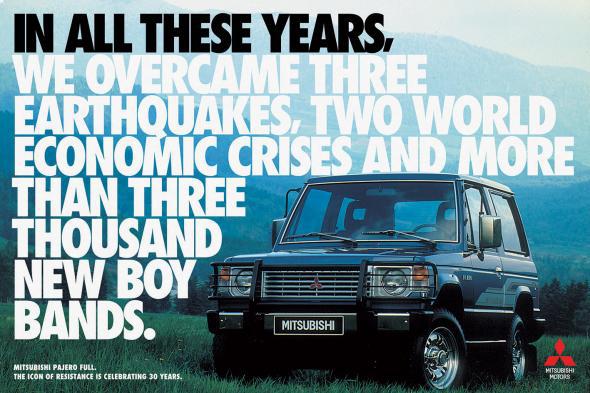 IN ALL THESE YEARS,
WE OVERCAME THREE
EARTHQUAKES, TWO WORLD
ECONOMIC CRISES AND MORE
THAN THREE
THOUSAND
NEW BOY
BANDS.
MITSUBISHI
MITSUBISHI PAJERO FULL.
THE ICON OF RESISTANCE IS CELEBRATING 30 YEARS.
MITSUBISHI
MOTORS